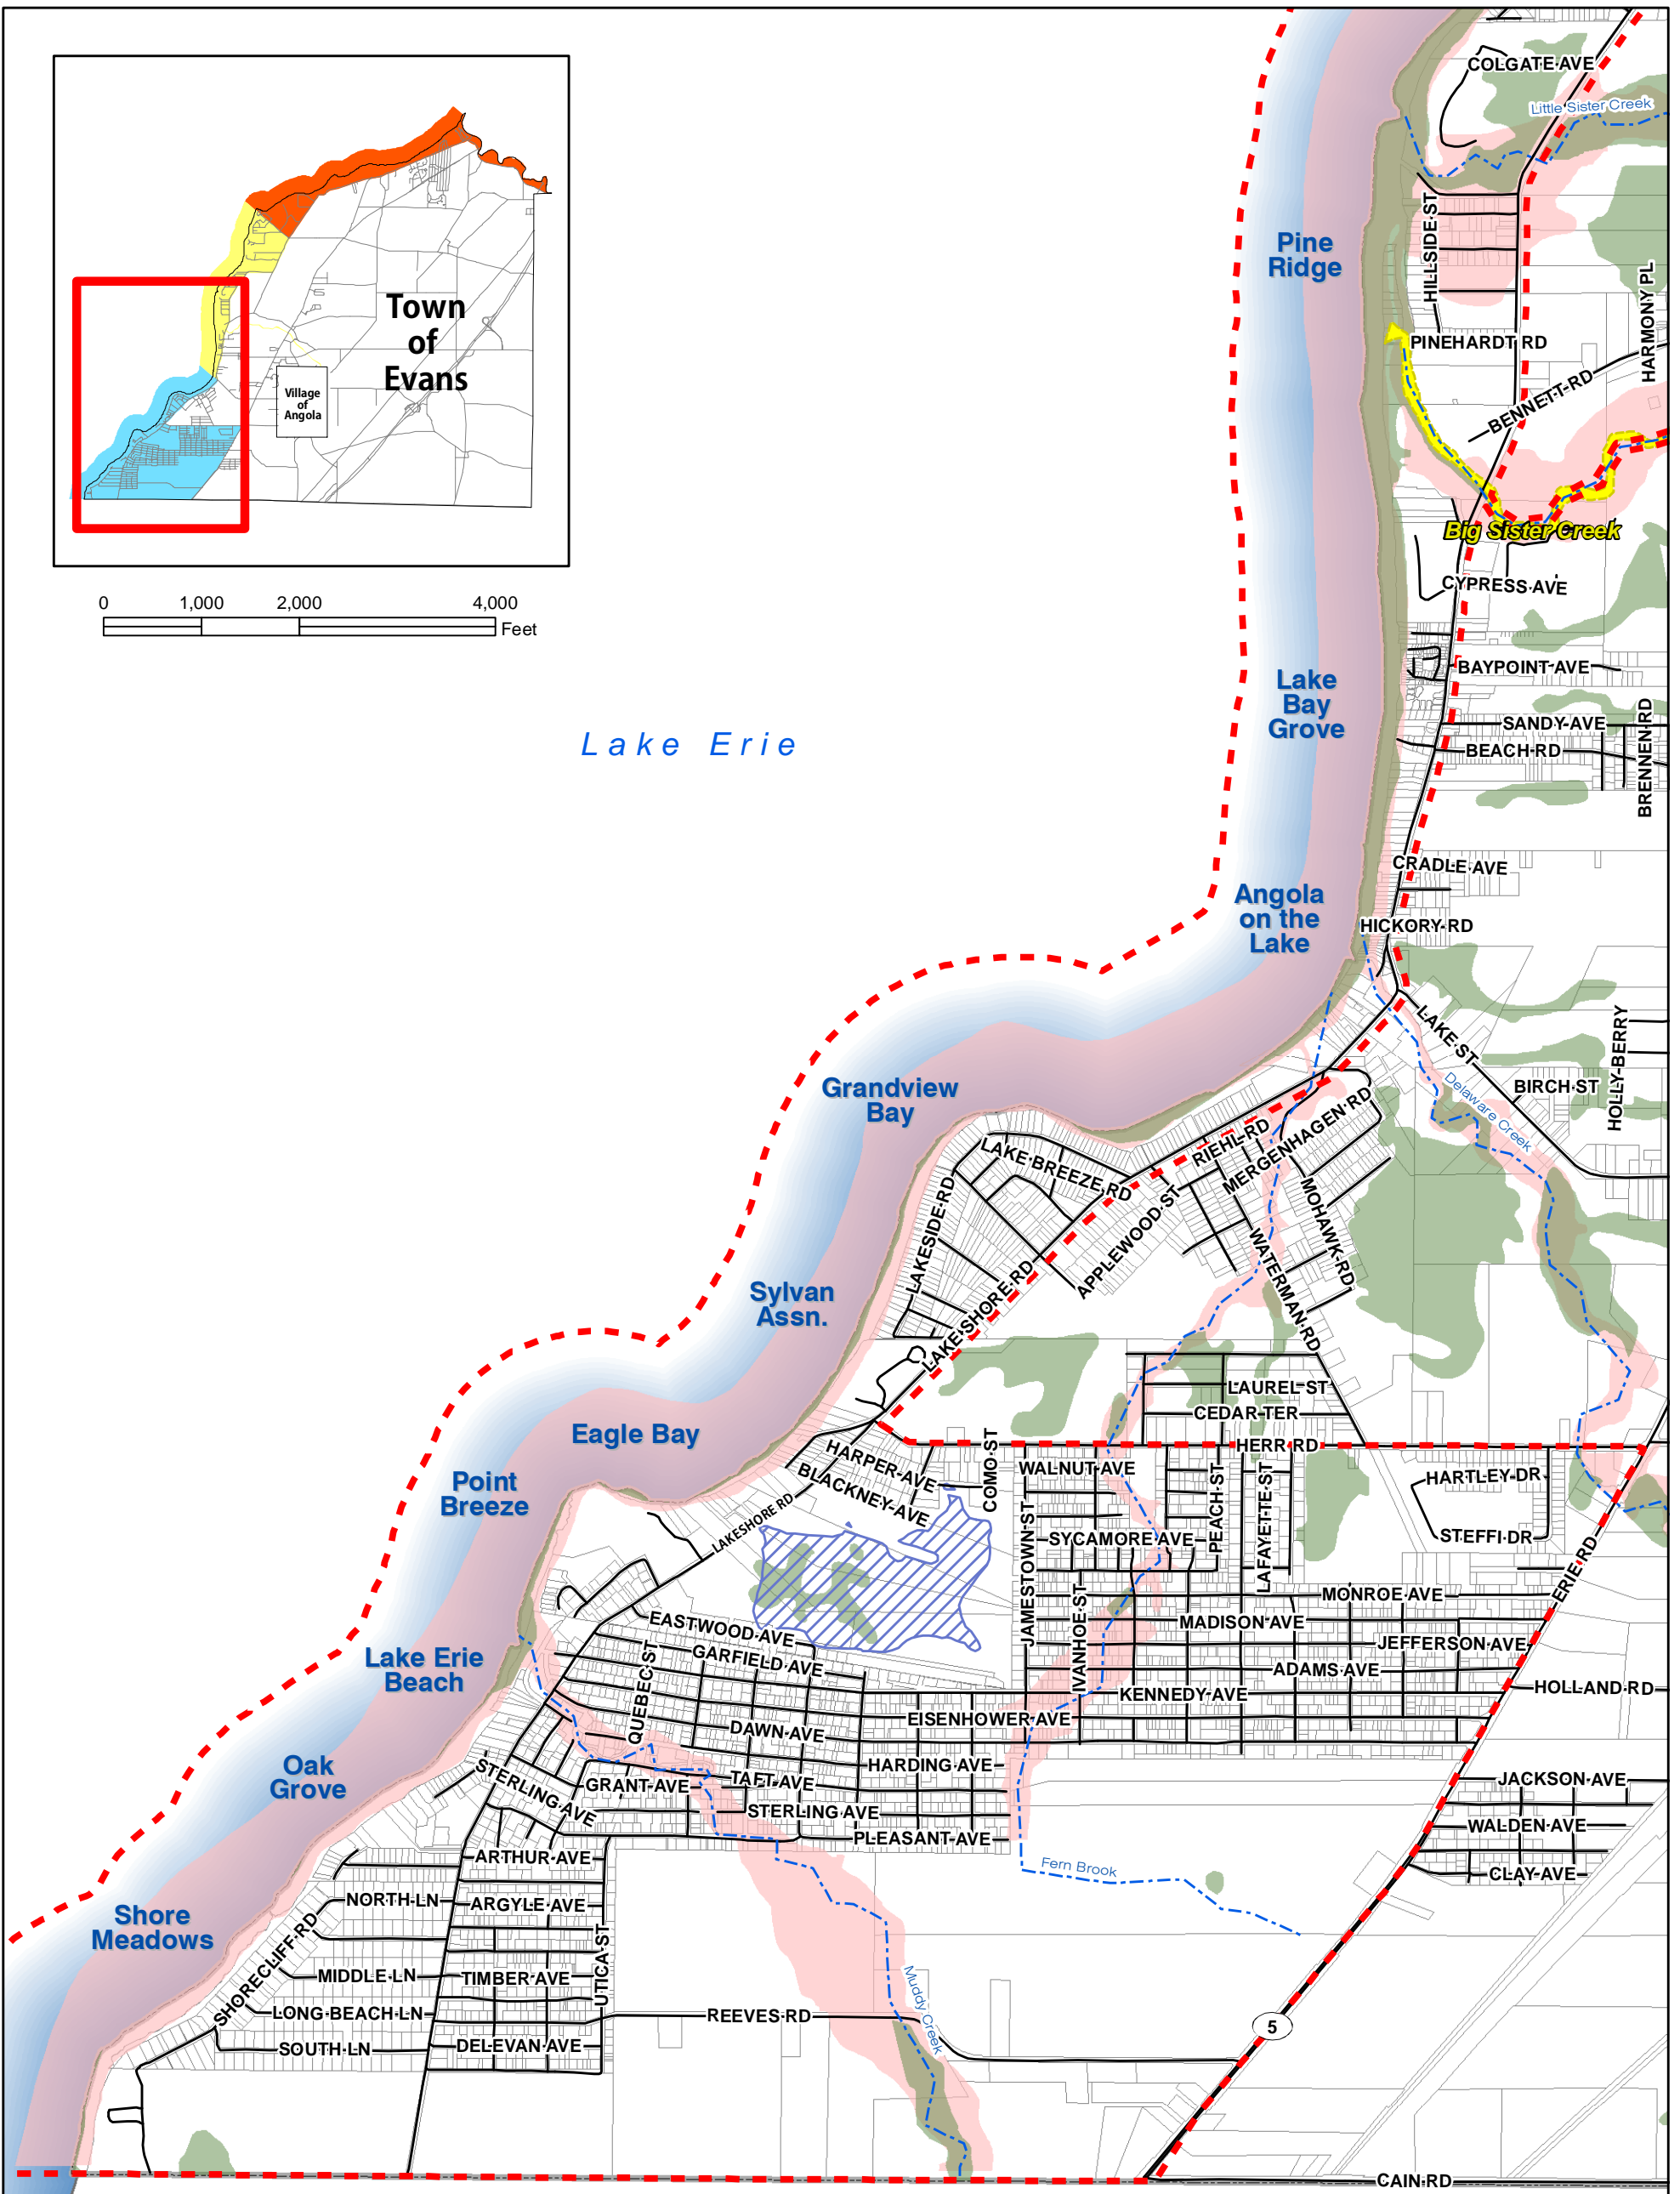 Town
of
Evans
Village
of
Angola
0 1,000 2,000 4,000
Feet
Lake Erie
COLGATE AVE
Little Sister Creek
Pine
Ridge
HILLSIDE ST
HARMONY PL
PINEHARDT RD
BENNETT RD
Big Sister Creek
CYPRESS AVE
BAYPOINT AVE
Lake
Bay
Grove
SANDY AVE
BRENNEN RD
BEACH RD
CRADLE AVE
Angola
on the
Lake
HICKORY RD
LAKE ST
HOLLY-BERRY
Delaware Creek
BIRCH ST
Grandview
Bay
LAKE BREEZE RD
RIEHL RD
MERGENHAGEN RD
LAKESIDE RD
APPLEWOOD ST
MOHAWK RD
WATERMAN RD
Sylvan
Assn.
LAKE SHORE RD
LAUREL ST
CEDAR TER
Eagle Bay
HERR RD
HARPER AVE
BLACKNEY AVE
COMO ST
WALNUT AVE
PEACH ST
LAFAYETTE ST
HARTLEY DR
Point
Breeze
LAKESHORE RD
JAMESTOWN ST
SYCAMORE AVE
STEFFI DR
ERIE RD
IVANHOE ST
MONROE AVE
EASTWOOD AVE
MADISON AVE
GARFIELD AVE
JEFFERSON AVE
Lake Erie
Beach
QUEBEC ST
ADAMS AVE
KENNEDY AVE
HOLLAND RD
EISENHOWER AVE
DAWN AVE
Oak
Grove
HARDING AVE
STERLING AVE
GRANT AVE
TAFT AVE
JACKSON AVE
STERLING AVE
WALDEN AVE
PLEASANT AVE
ARTHUR AVE
Fern Brook
CLAY AVE
NORTH LN
ARGYLE AVE
Shore
Meadows
SHORECLIFF RD
UTICA ST
MIDDLE LN
TIMBER AVE
Muddy Creek
LONG BEACH LN
REEVES RD
5
SOUTH LN
DELEVAN AVE
CAIN RD